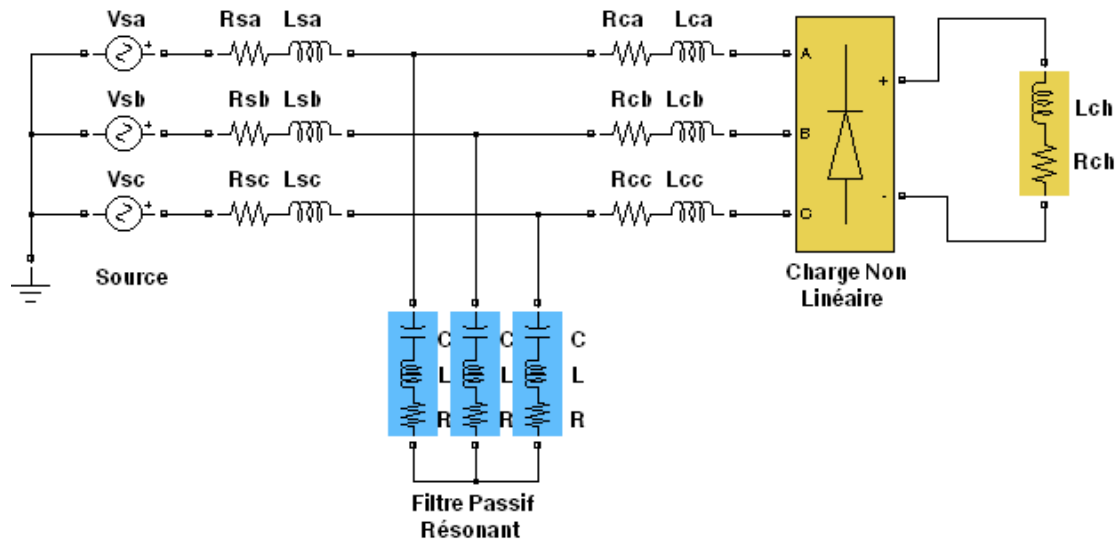 Vsa Rsa Lsa Rca Lca
A
+
Vsb Rsb Lsb Rcb Lcb
B
Lch
Rch
Vsc Rsc Lsc Rcc Lcc
-
C
Source
Charge Non
Linéaire
C C C
L L L
R R R
Filtre Passif
Résonant